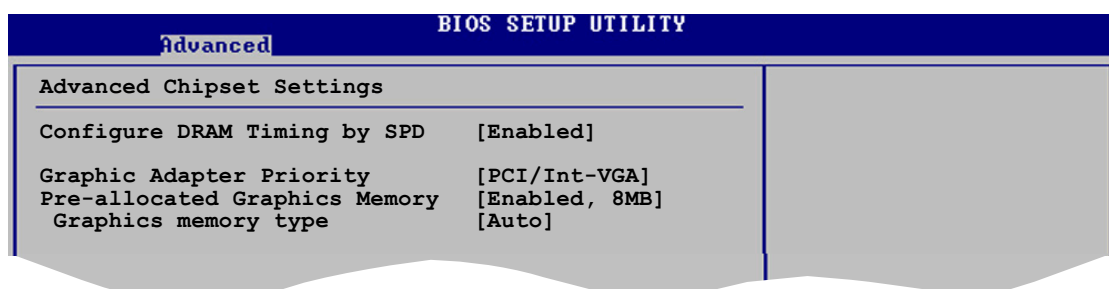 BIOS SETUP UTILITY
Advanced
Advanced Chipset Settings
Configure DRAM Timing by SPD [Enabled]
Graphic Adapter Priority [PCI/Int-VGA]
Pre-allocated Graphics Memory [Enabled, 8MB]
Graphics memory type [Auto]